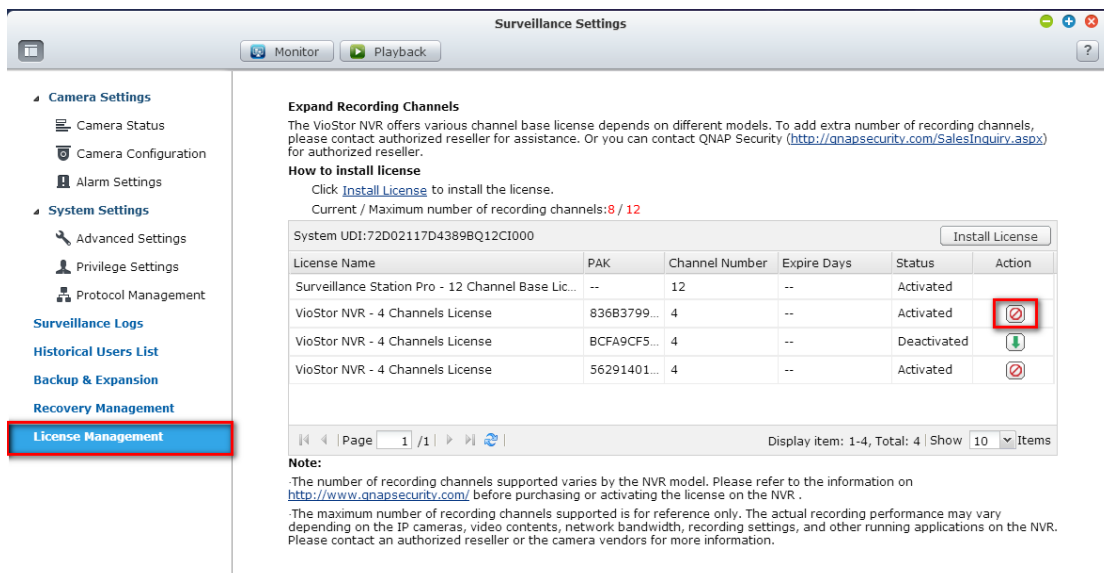 Surveillance Settings
Monitor
Playback
?
Camera Settings
Camera Status
Camera Configuration
Alarm Settings
System Settings
Advanced Settings
Privilege Settings
Protocol Management
Surveillance Logs
Historical Users List
Backup & Expansion
Recovery Management
License Management
Expand Recording Channels
The VioStor NVR offers various channel base license depends on different models. To add extra number of recording channels,
please contact authorized reseller for assistance. Or you can contact QNAP Security (http://qnapsecurity.com/SalesInquiry.aspx)
for authorized reseller.
How to install license
Click Install License to install the license.
Current / Maximum number of recording channels:8 / 12
System UDI:72D02117D4389BQ12CI000 Install License
License Name PAK Channel Number Expire Days Status Action
Surveillance Station Pro - 12 Channel Base Lic... -- 12 -- Activated
VioStor NVR - 4 Channels License 836B3799... 4 -- Activated
VioStor NVR - 4 Channels License BCFA9CF5... 4 -- Deactivated
VioStor NVR - 4 Channels License 56291401... 4 -- Activated
Page 1 /1 Display item: 1-4, Total: 4 Show 10 Items
Note:
·The number of recording channels supported varies by the NVR model. Please refer to the information on
http://www.qnapsecurity.com/ before purchasing or activating the license on the NVR .
·The maximum number of recording channels supported is for reference only. The actual recording performance may vary
depending on the IP cameras, video contents, network bandwidth, recording settings, and other running applications on the NVR.
Please contact an authorized reseller or the camera vendors for more information.